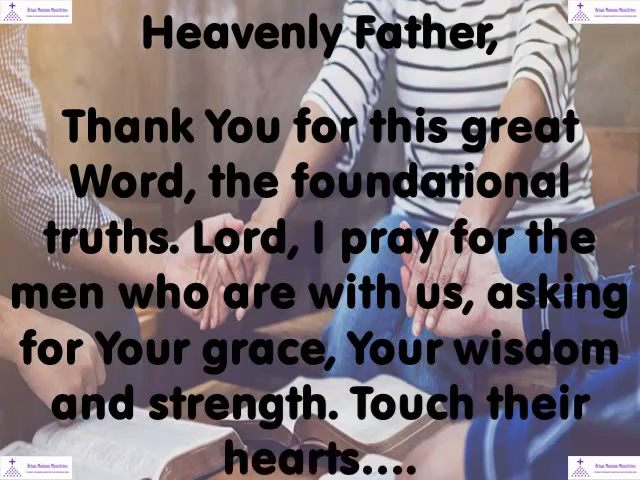 Heavenly Father,
Thank You for this great
Word, the foundational
truths. Lord, I pray for the
men who are with us, asking
for Your grace, Your wisdom
and strength. Touch their
hearts....